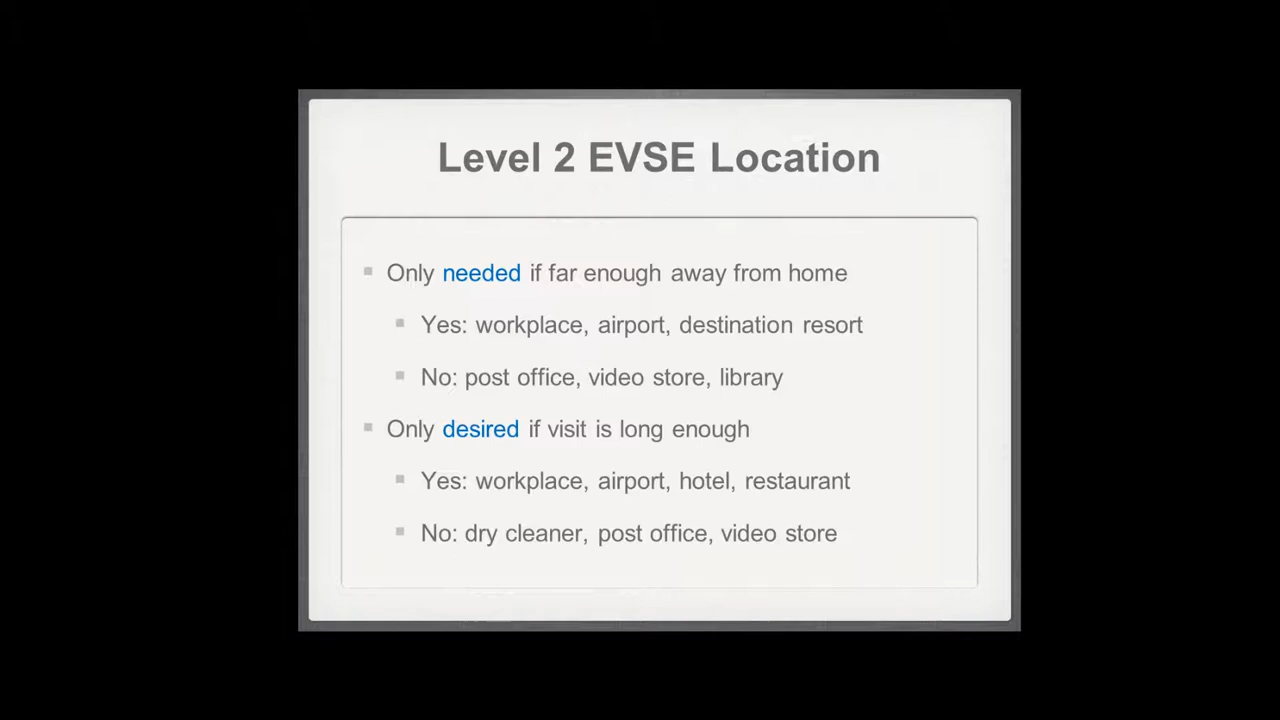 Level 2 EVSE Location
Only needed if far enough away from home
Yes: workplace, airport, destination resort
No: post office, video store, library
Only desired if visit is long enough
Yes: workplace, airport, hotel, restaurant
No: dry cleaner, post office, video store